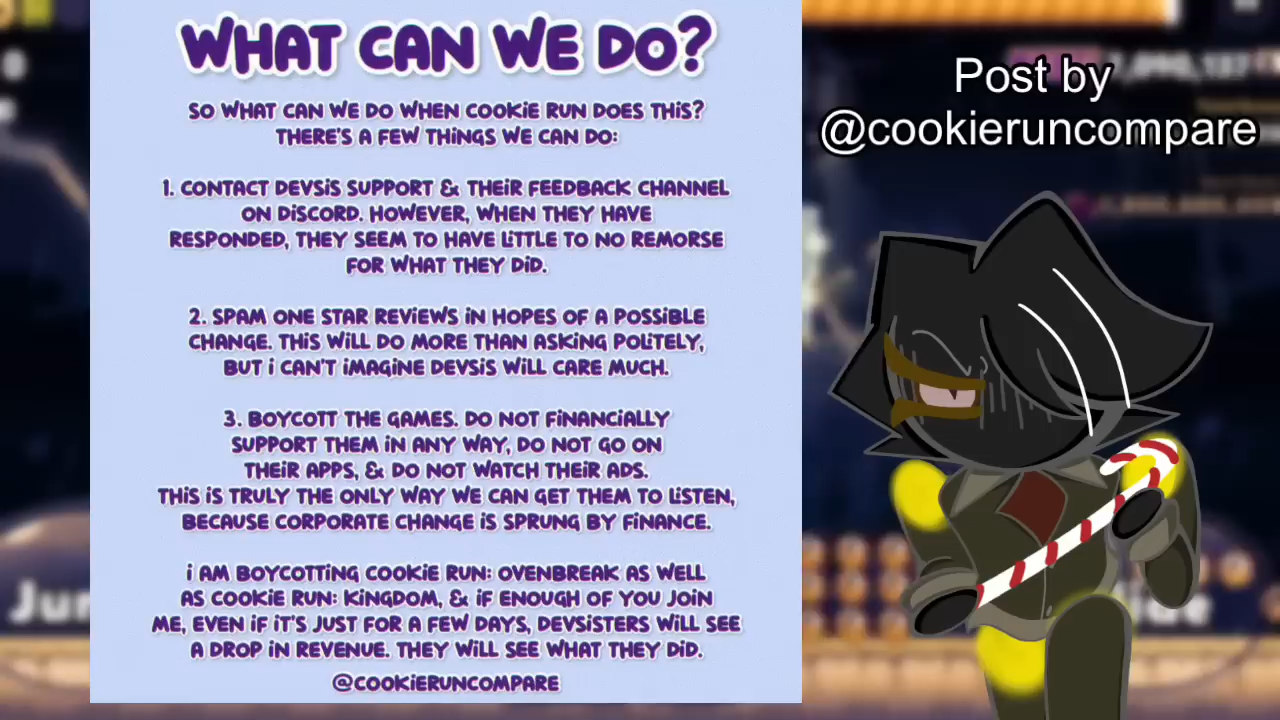 WHAT CAN WE DO?
SO WHAT CAN WE DO WHEN COOKIE RUN DOES THIS?
THERE'S A FEW THINGS WE CAN DO:
1. CONTACT DEVSIS SUPPORT & THEIR FEEDBACK CHANNEL
ON DISCORD. HOWEVER, WHEN THEY HAVE
RESPONDED, THEY SEEM TO HAVE LITTLE TO NO REMORSE
FOR WHAT THEY DID.
2. SPAM ONE STAR REVIEWS IN HOPES OF A POSSIBLE
CHANGE. THIS WILL DO MORE THAN ASKING POLITELY,
BUT I CAN'T IMAGINE DEVSIS WILL CARE MUCH.
3. BOYCOTT THE GAMES. DO NOT FINANCIALLY
SUPPORT THEM IN ANY WAY, DO NOT GO ON
THEIR APPS, & DO NOT WATCH THEIR ADS.
THIS IS TRULY THE ONLY WAY WE CAN GET THEM TO LISTEN,
BECAUSE CORPORATE CHANGE IS SPRUNG BY FINANCE.
I AM BOYCOTTING COOKIE RUN: OVENBREAK AS WELL
AS COOKIE RUN: KINGDOM, & IF ENOUGH OF YOU JOIN
ME, EVEN IF IT'S JUST FOR A FEW DAYS, DEVSISTERS WILL SEE
A DROP IN REVENUE. THEY WILL SEE WHAT THEY DID.
@COOKIERUNCOMPARE
Post by
@cookieruncompare